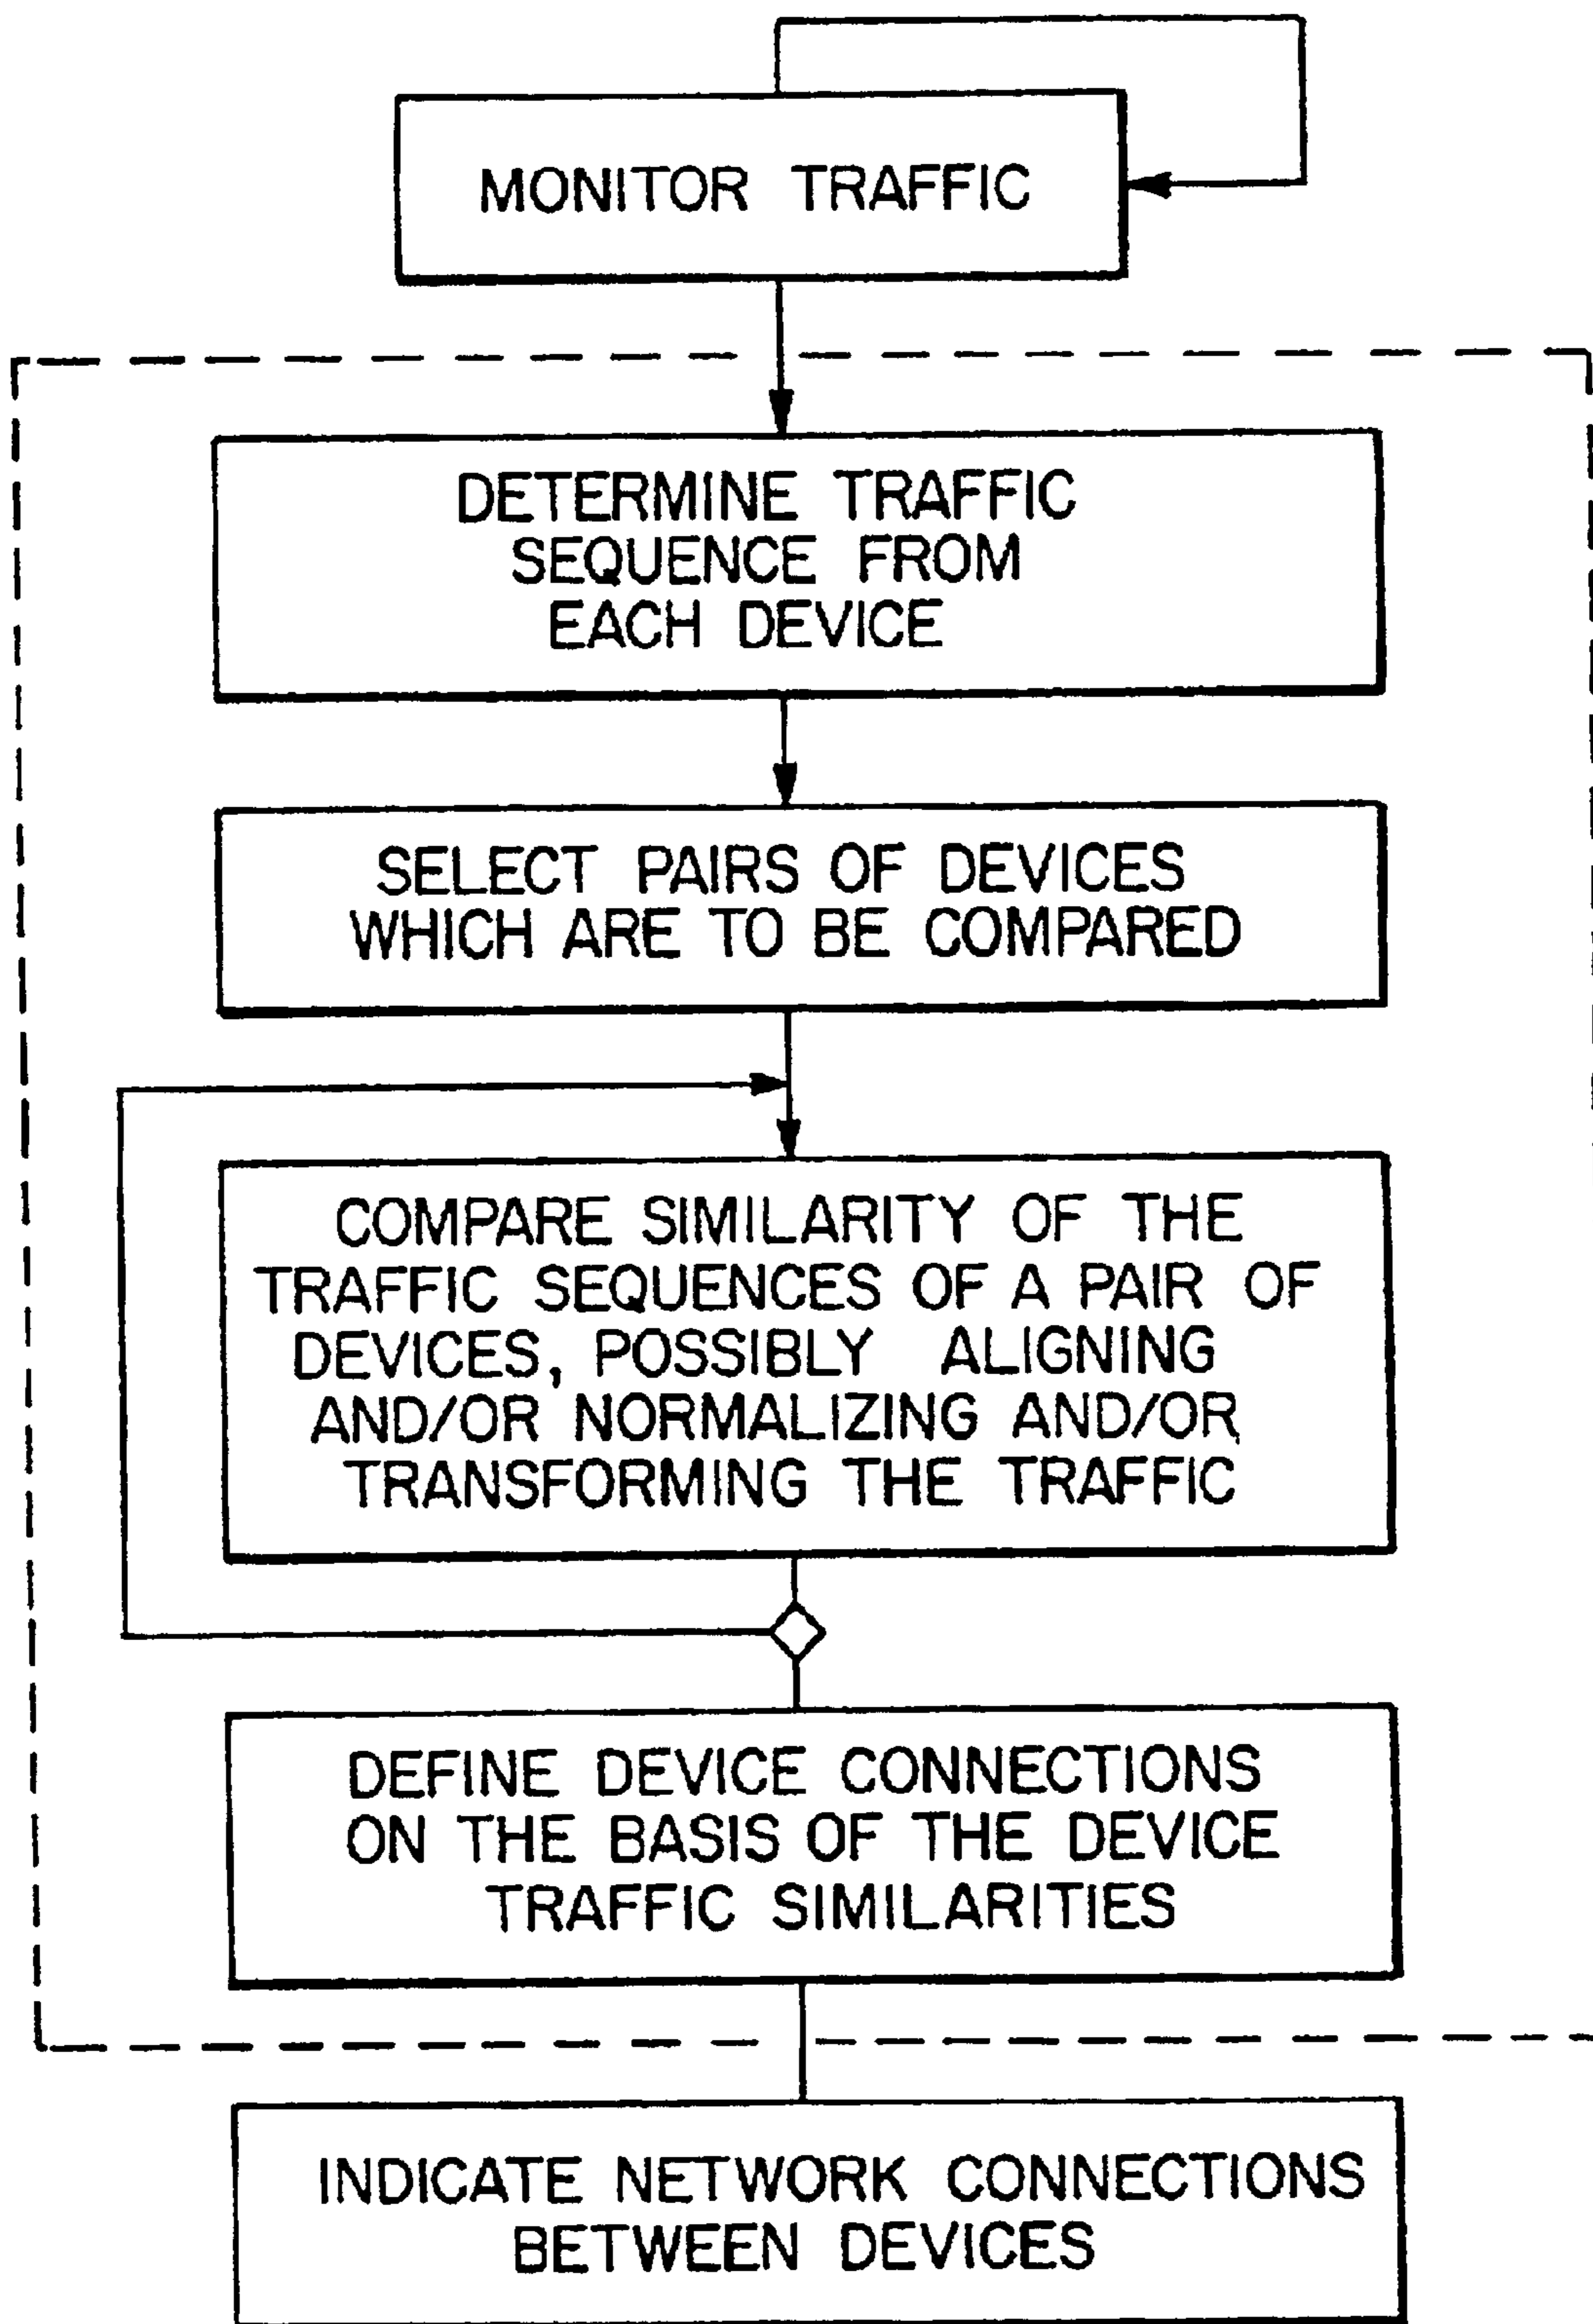 MONITOR TRAFFIC
DETERMINE TRAFFIC
SEQUENCE FROM
EACH DEVICE
SELECT PAIRS OF DEVICES
WHICH ARE TO BE COMPARED
COMPARE SIMILARITY OF THE
TRAFFIC SEQUENCES OF A PAIR OF
DEVICES, POSSIBLY ALIGNING
AND/OR NORMALIZING AND/OR
TRANSFORMING THE TRAFFIC
DEFINE DEVICE CONNECTIONS
ON THE BASIS OF THE DEVICE
TRAFFIC SIMILARITIES
INDICATE NETWORK CONNECTIONS
BETWEEN DEVICES